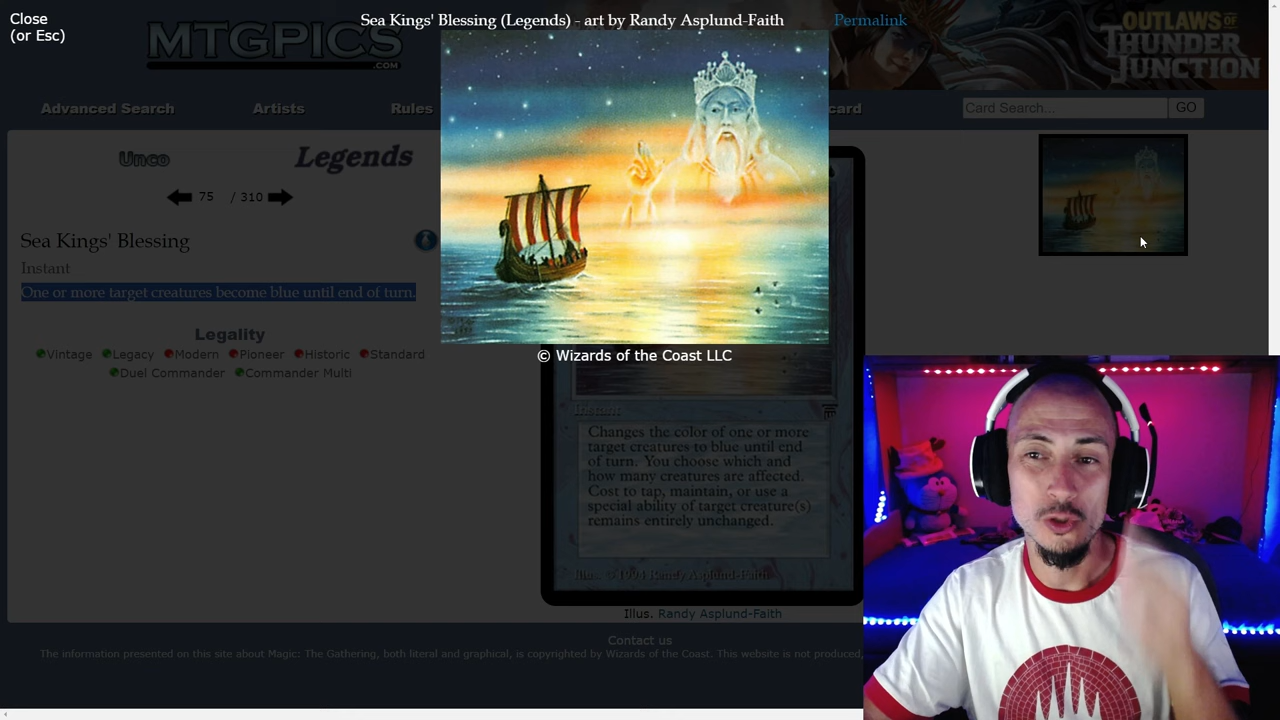 Close
(or Esc)
Sea Kings' Blessing (Legends) - art by Randy Asplund-Faith
Permalink
MTGPICS
.COM
OUTLAWS OF
THUNDER
JUNCTION
Advanced Search
Artists
Rules
card
Card Search...
GO
Unco
Legends
75
/ 310
Sea Kings' Blessing
Instant
One or more target creatures become blue until end of turn.
Legality
Vintage
Legacy
Modern
Pioneer
Historic
Standard
Duel Commander
Commander Multi
© Wizards of the Coast LLC
Instant
Changes the color of one or more
target creatures to blue until end
of turn. You choose which and
how many creatures are affected.
Cost to tap, maintain, or use a
special ability of target creature(s)
remains entirely unchanged.
Illus. © 1994 Randy Asplund-Faith
Illus. Randy Asplund-Faith
Contact us
The information presented on this site about Magic: The Gathering, both literal and graphical, is copyrighted by Wizards of the Coast. This website is not produced,